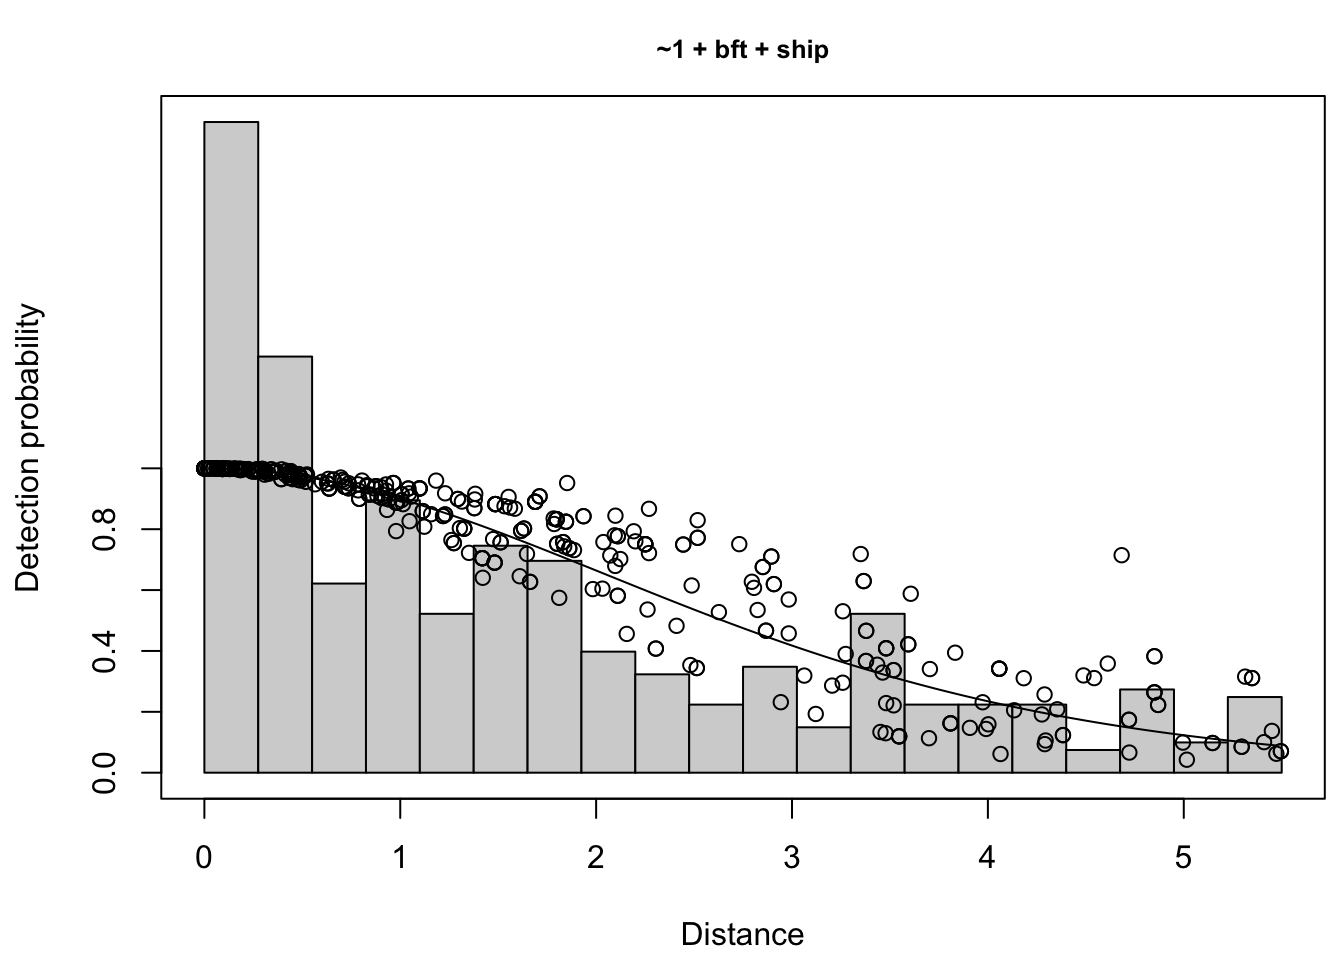 ~1 + bft + ship
Detection probability
0.8
0.4
0.0
0 1 2 3 4 5
Distance